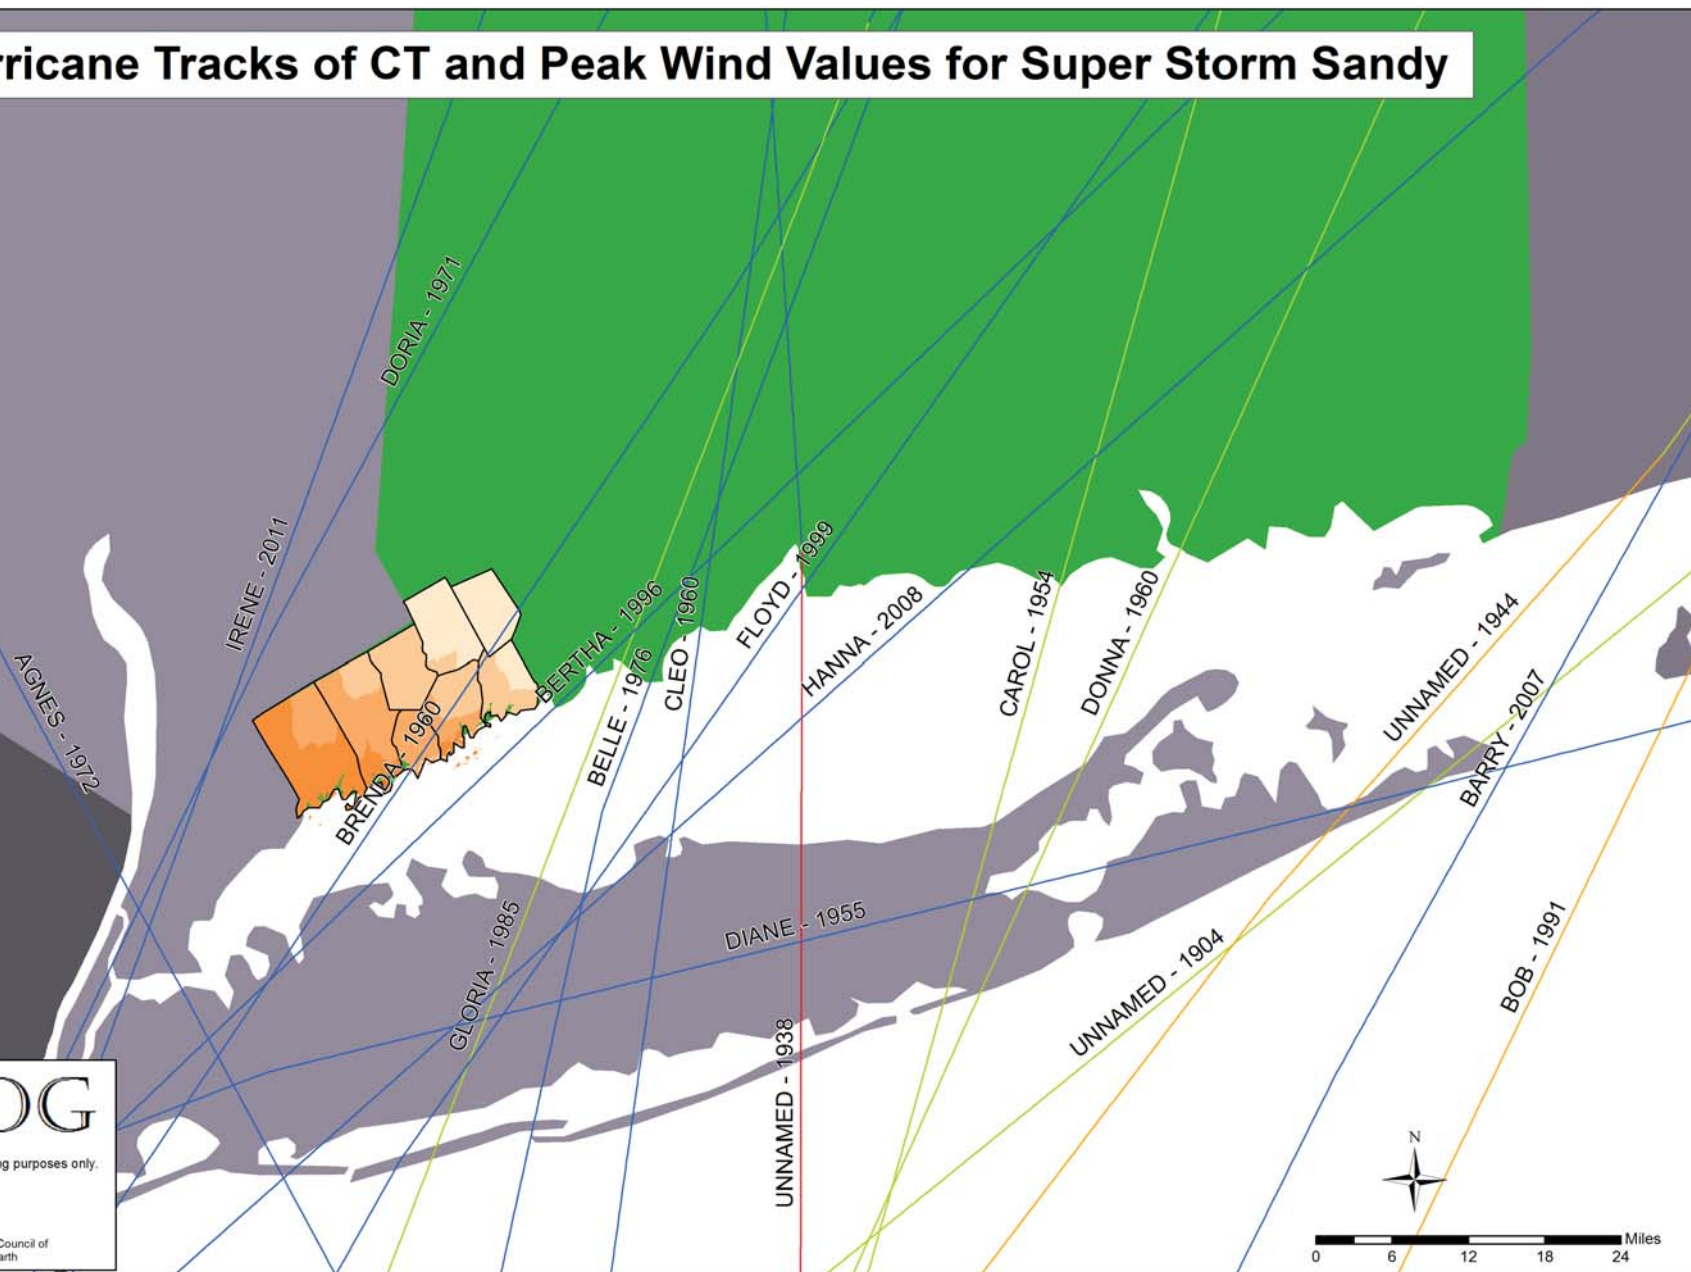 rricane Tracks of CT and Peak Wind Values for Super Storm Sandy
DORIA - 1971
IRENE - 2011
AGNES - 1972
BRENDA - 1960
BERTHA - 1996
BELLE - 1976
CLEO - 1960
FLOYD - 1999
HANNA - 2008
CAROL - 1954
DONNA - 1960
UNNAMED - 1944
BARRY - 2007
GLORIA - 1985
DIANE - 1955
UNNAMED - 1904
BOB - 1991
UNNAMED - 1938
OG
ng purposes only.
Council of
arth
N
Miles
0 6 12 18 24